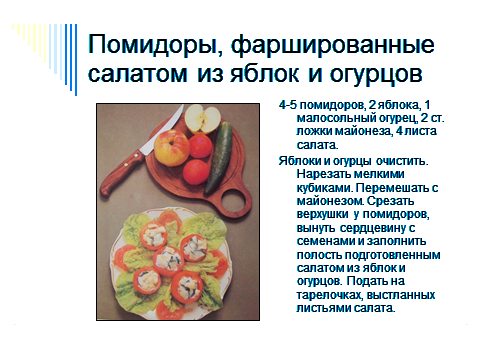 Помидоры, фаршированные
салатом из яблок и огурцов
4-5 помидоров, 2 яблока, 1
малосольный огурец, 2 ст.
ложки майонеза, 4 листа
салата.
Яблоки и огурцы очистить.
Нарезать мелкими
кубиками. Перемешать с
майонезом. Срезать
верхушки у помидоров,
вынуть сердцевину с
семенами и заполнить
полость подготовленным
салатом из яблок и
огурцов. Подать на
тарелочках, выстланных
листьями салата.